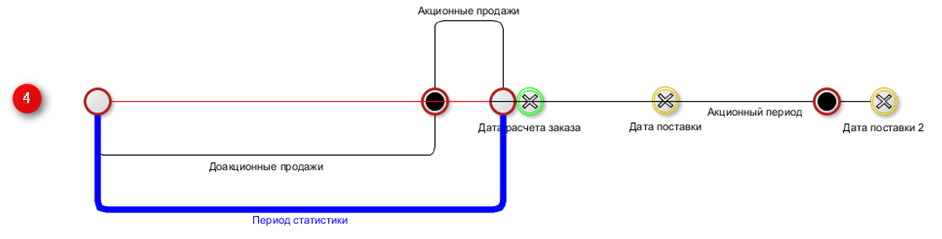 Акционные продажи
4
Дата расчета заказа
Дата поставки
Акционный период
Дата поставки 2
Доакционные продажи
Период статистики